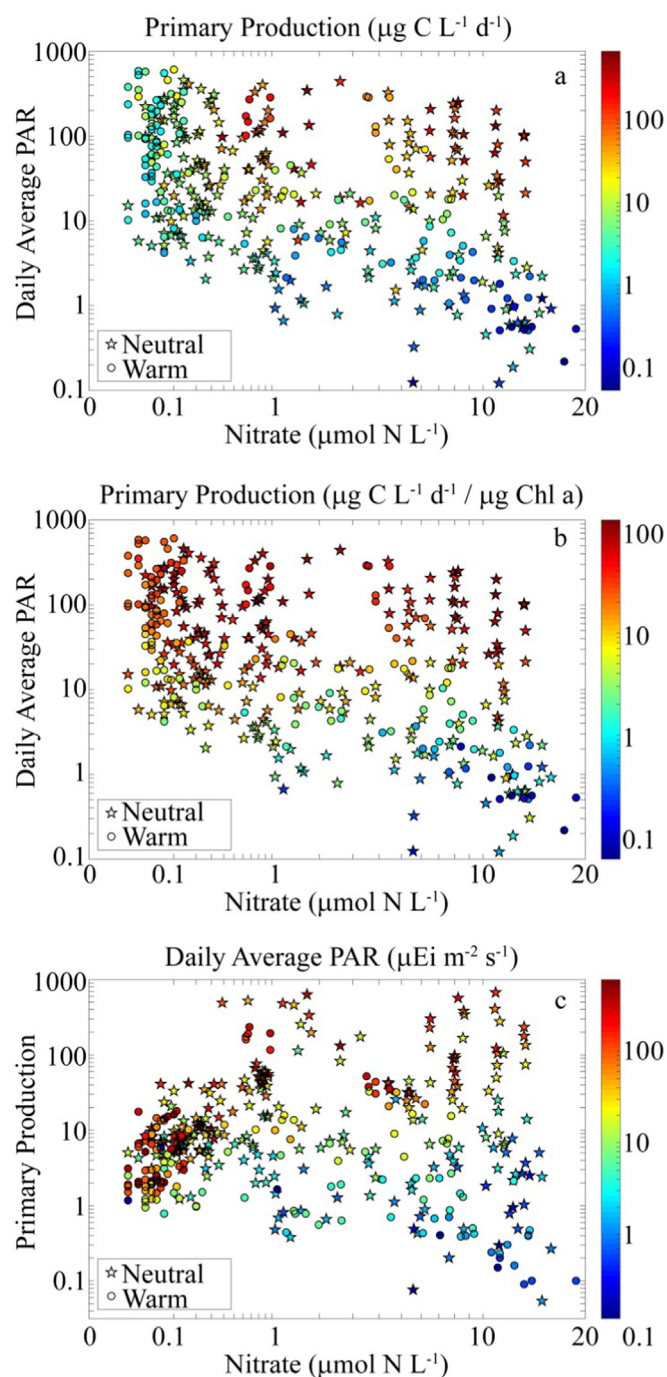 Primary Production (µg C L-1 d-1)
a
1000
100
10
1
0.1
Daily Average PAR
☆ Neutral
○ Warm
0 0.1 1 10 20
Nitrate (µmol N L-1)
100
10
1
0.1
Primary Production (µg C L-1 d-1 / µg Chl a)
b
1000
100
10
1
0.1
Daily Average PAR
☆ Neutral
○ Warm
0 0.1 1 10 20
Nitrate (µmol N L-1)
100
10
1
0.1
Daily Average PAR (µEi m-2 s-1)
c
1000
100
10
1
0.1
Primary Production
☆ Neutral
○ Warm
0 0.1 1 10 20
Nitrate (µmol N L-1)
100
10
1
0.1